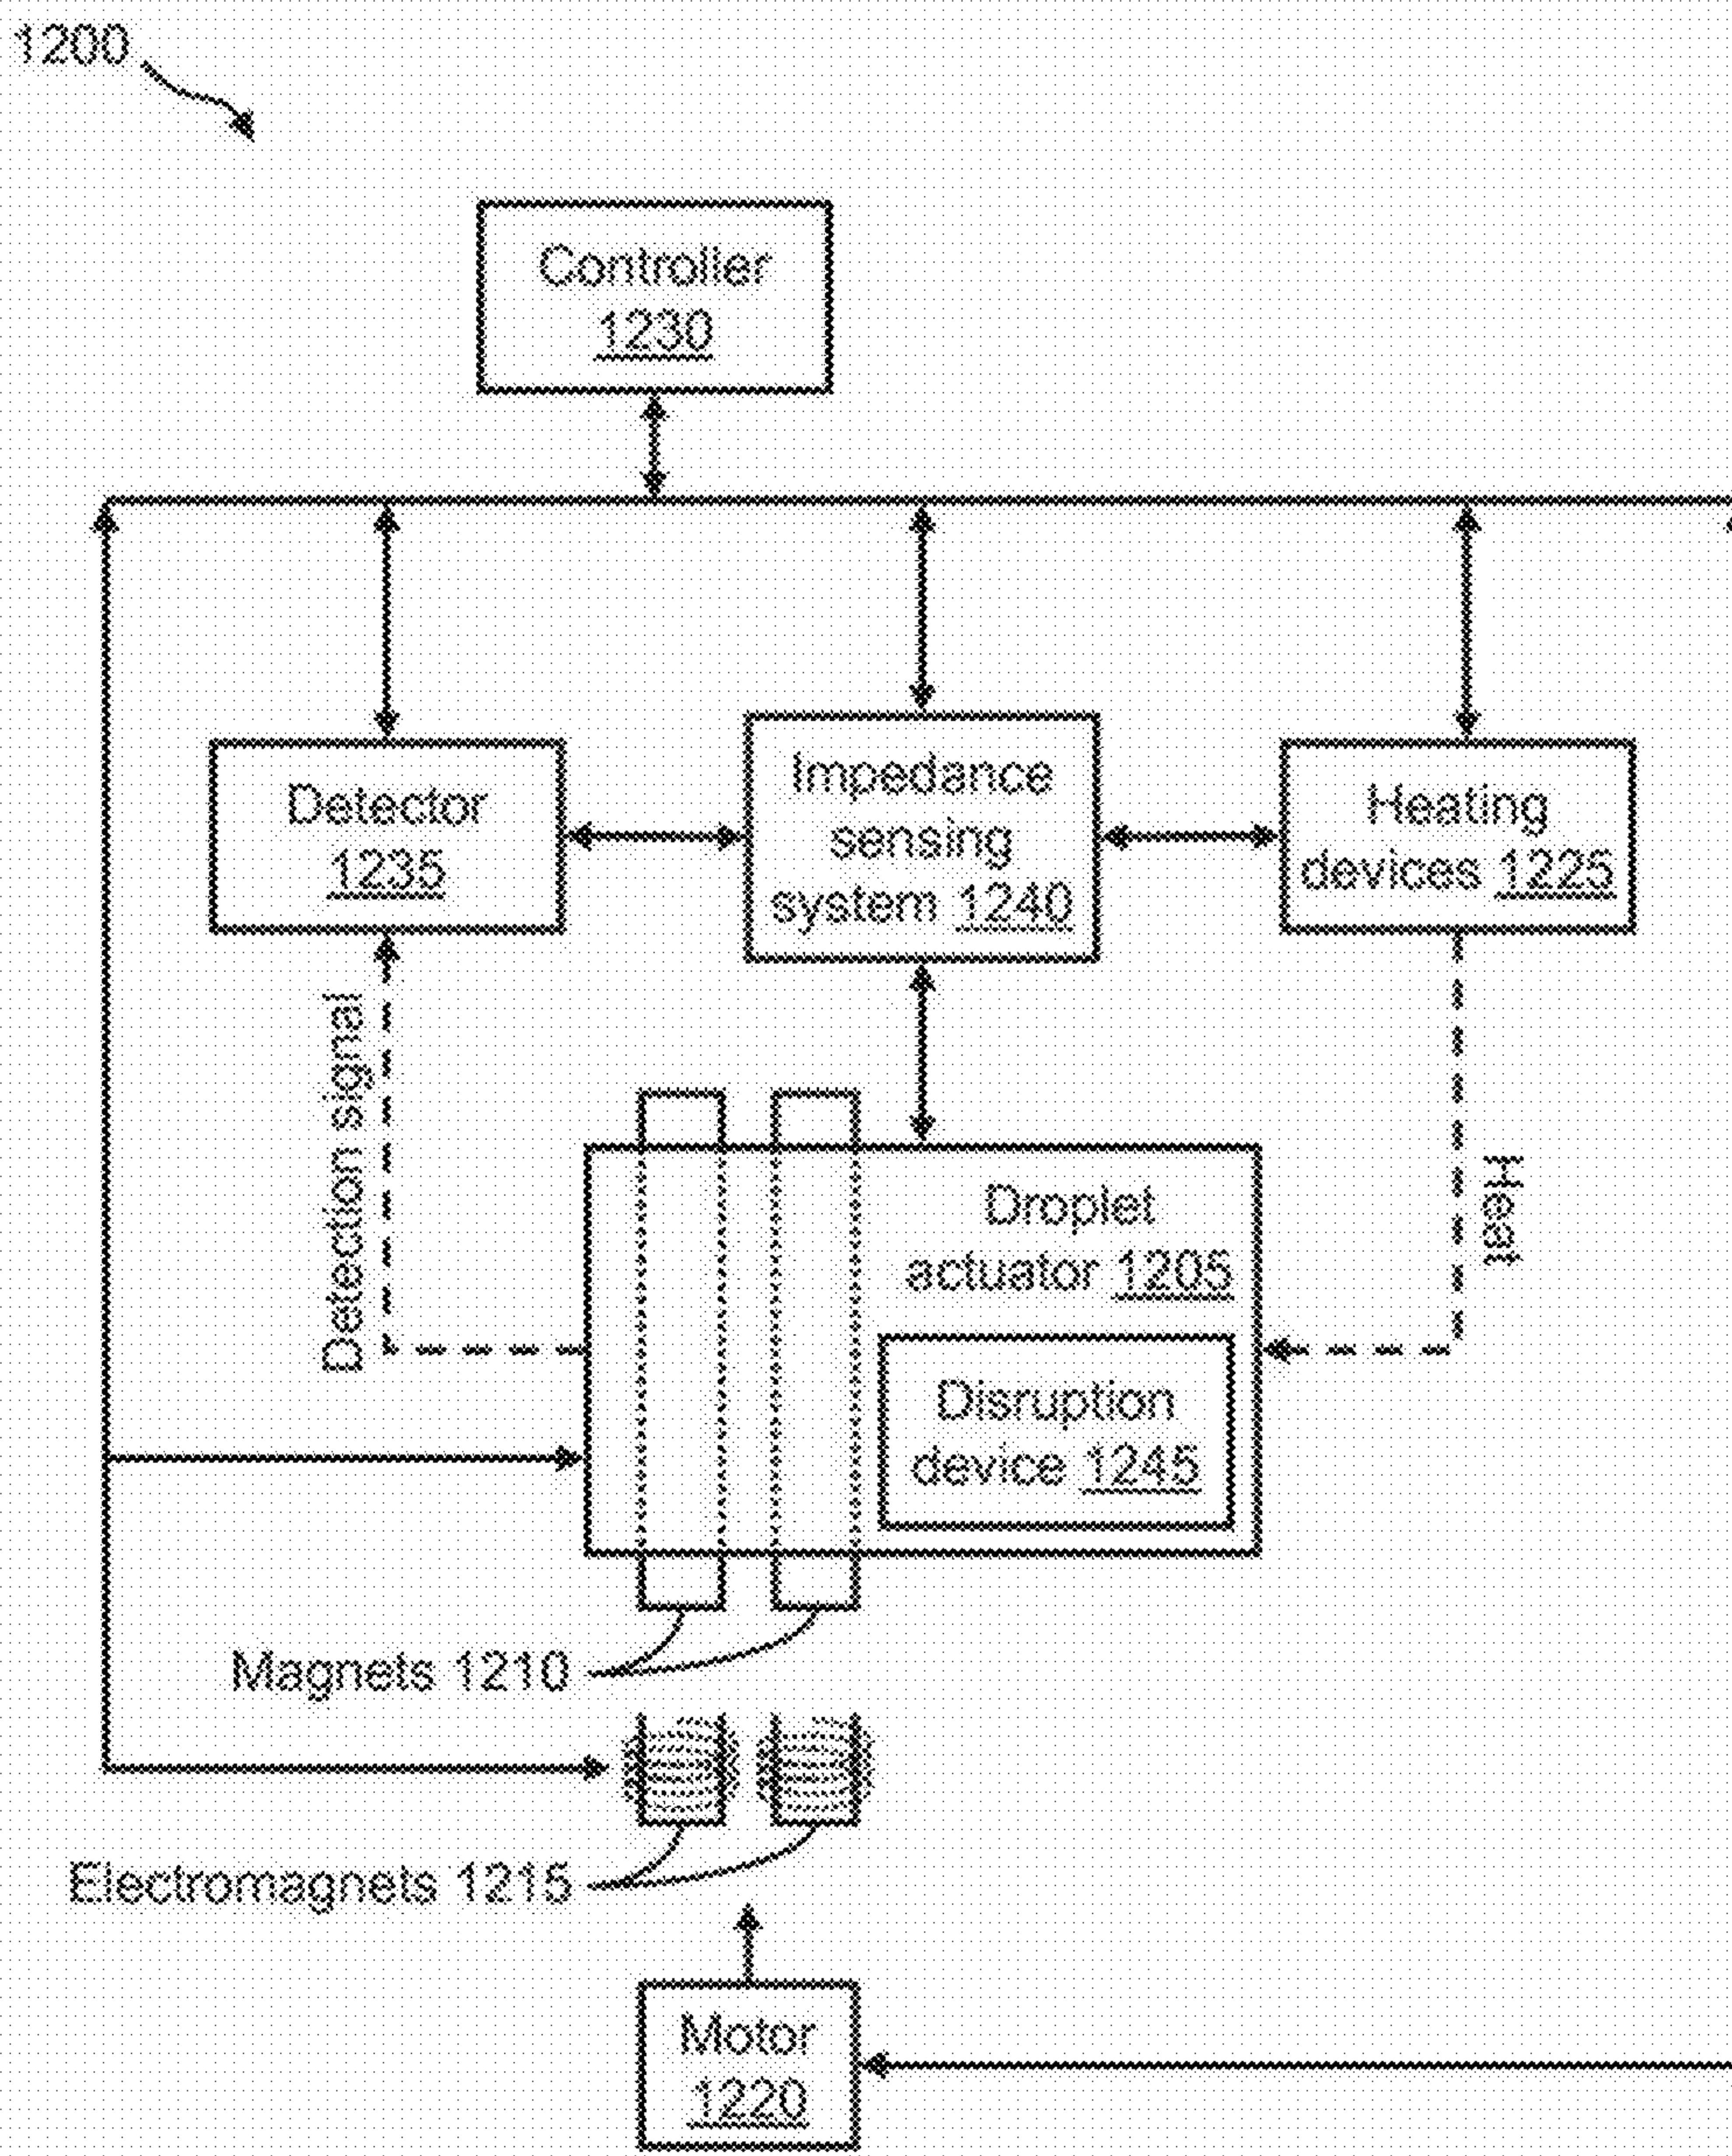 1200
Controller
1230
Detector
1235
Impedance
sensing
system 1240
Heating
devices 1225
Detection signal
Heat
Droplet
actuator 1205
Disruption
device 1245
Magnets 1210
Electromagnets 1215
Motor
1220